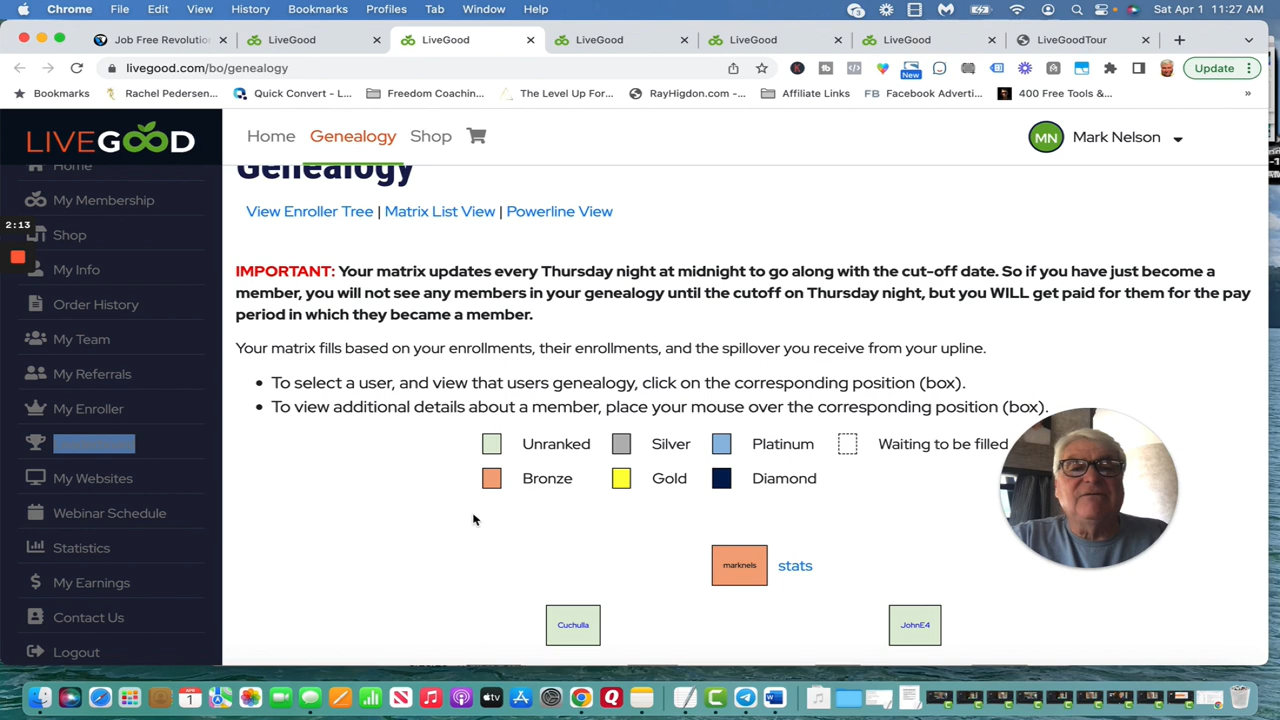 Chrome File Edit View History Bookmarks Profiles Tab Window Help
3
Sat Apr 1 11:27 AM
Job Free Revolutio
LiveGood
LiveGood
LiveGood
LiveGood
LiveGood
LiveGoodTour
livegood.com/bo/genealogy
New
Update
Bookmarks
Rachel Pedersen...
Quick Convert - L...
Freedom Coachin...
The Level Up For...
RayHigdon.com -...
Affiliate Links
FB Facebook Adverti...
400 Free Tools &...
»
LIVEGOOD
Home Genealogy Shop
MN Mark Nelson
Home
My Membership
2:13
Shop
My Info
Order History
My Team
My Referrals
My Enroller
My Websites
Webinar Schedule
Statistics
My Earnings
Contact Us
Logout
Genealogy
View Enroller Tree | Matrix List View | Powerline View
IMPORTANT: Your matrix updates every Thursday night at midnight to go along with the cut-off date. So if you have just become a
member, you will not see any members in your genealogy until the cutoff on Thursday night, but you WILL get paid for them for the pay
period in which they became a member.
Your matrix fills based on your enrollments, their enrollments, and the spillover you receive from your upline.
• To select a user, and view that users genealogy, click on the corresponding position (box).
• To view additional details about a member, place your mouse over the corresponding position (box).
Unranked Silver Platinum Waiting to be filled
Bronze Gold Diamond
marknels stats
Cuchulla JohnE4